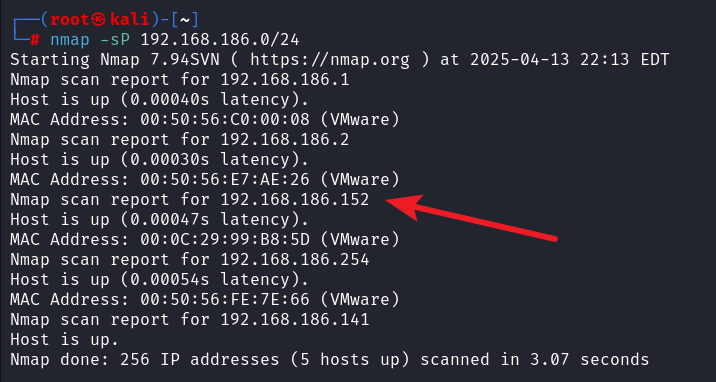 ┌──(root㉿kali)-[~]
└─# nmap -sP 192.168.186.0/24
Starting Nmap 7.94SVN ( https://nmap.org ) at 2025-04-13 22:13 EDT
Nmap scan report for 192.168.186.1
Host is up (0.00040s latency).
MAC Address: 00:50:56:C0:00:08 (VMware)
Nmap scan report for 192.168.186.2
Host is up (0.00030s latency).
MAC Address: 00:50:56:E7:AE:26 (VMware)
Nmap scan report for 192.168.186.152
Host is up (0.00047s latency).
MAC Address: 00:0C:29:99:B8:5D (VMware)
Nmap scan report for 192.168.186.254
Host is up (0.00054s latency).
MAC Address: 00:50:56:FE:7E:66 (VMware)
Nmap scan report for 192.168.186.141
Host is up.
Nmap done: 256 IP addresses (5 hosts up) scanned in 3.07 seconds